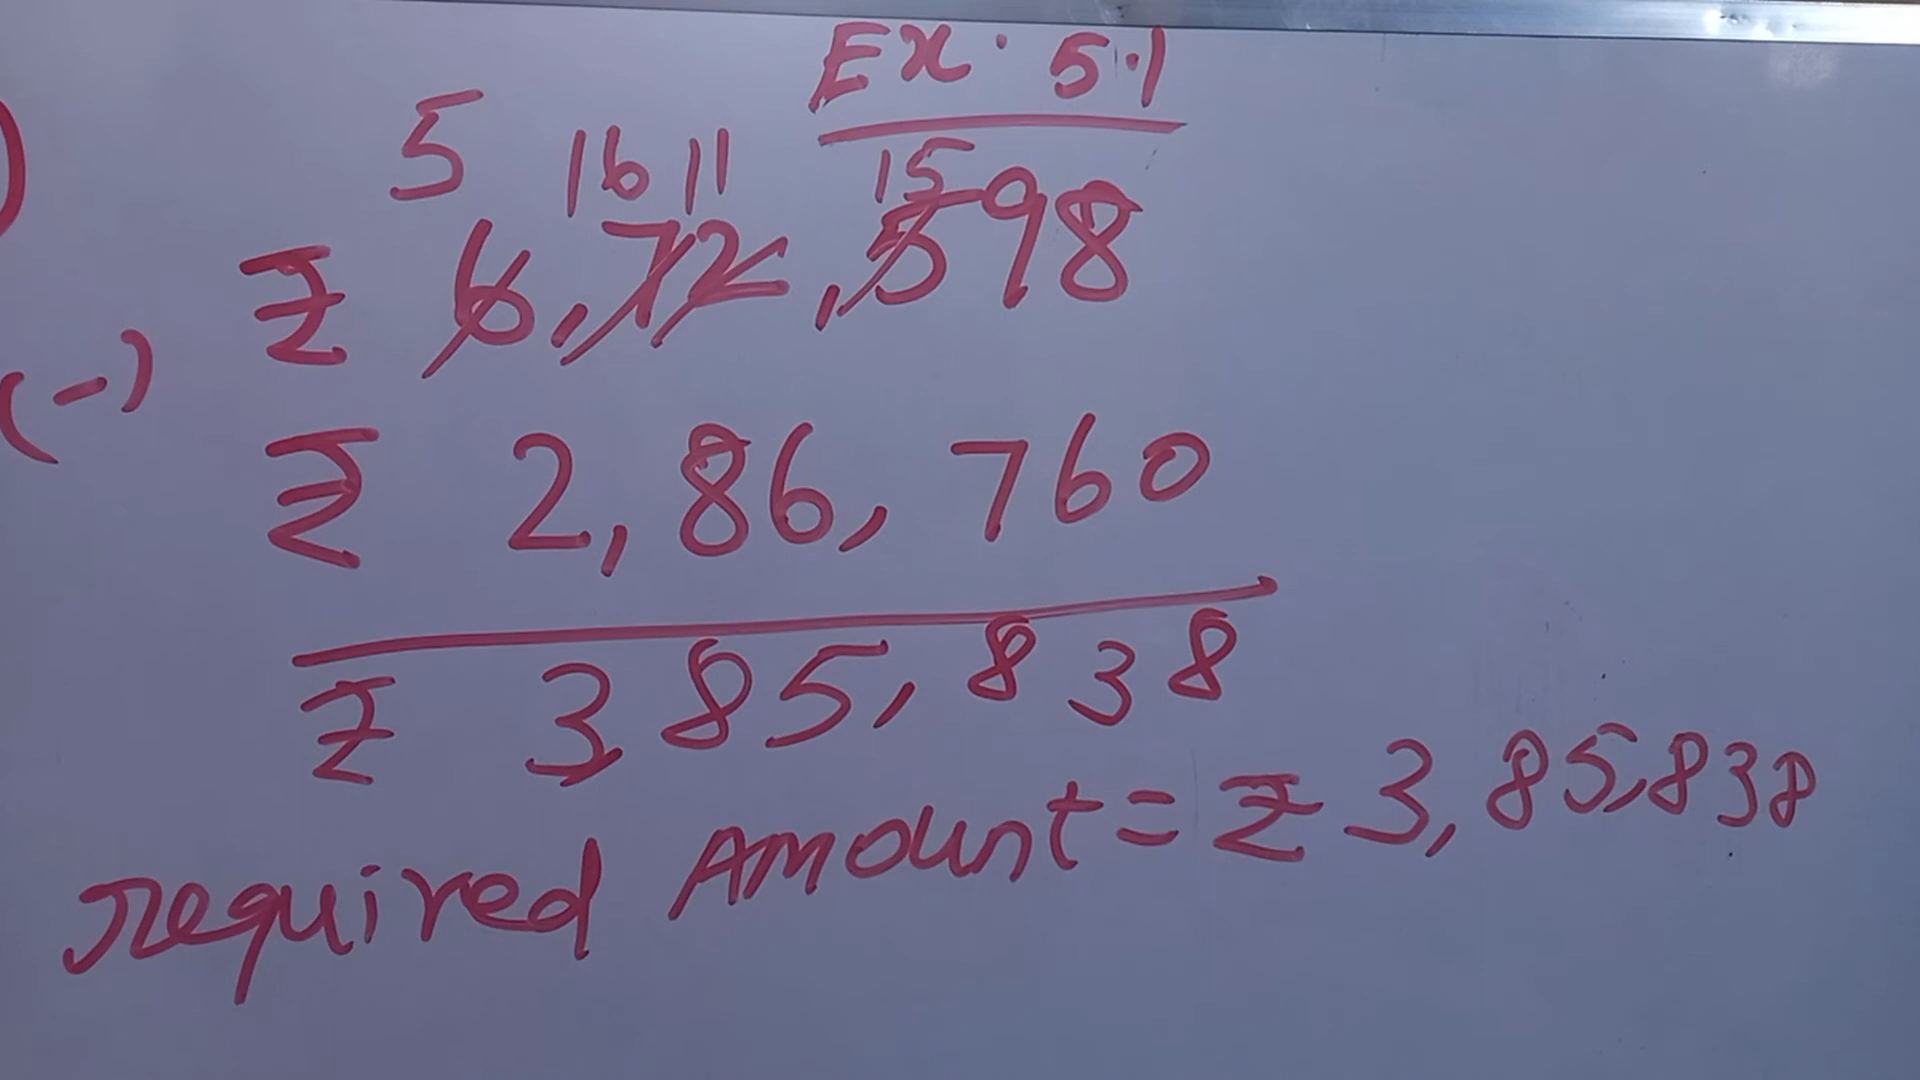 Ex. 5.1
5 16 11 15
₹ 6,72,598
(-)
₹ 2,86,760
₹ 3,85,838
required Amount = ₹ 3,85,838